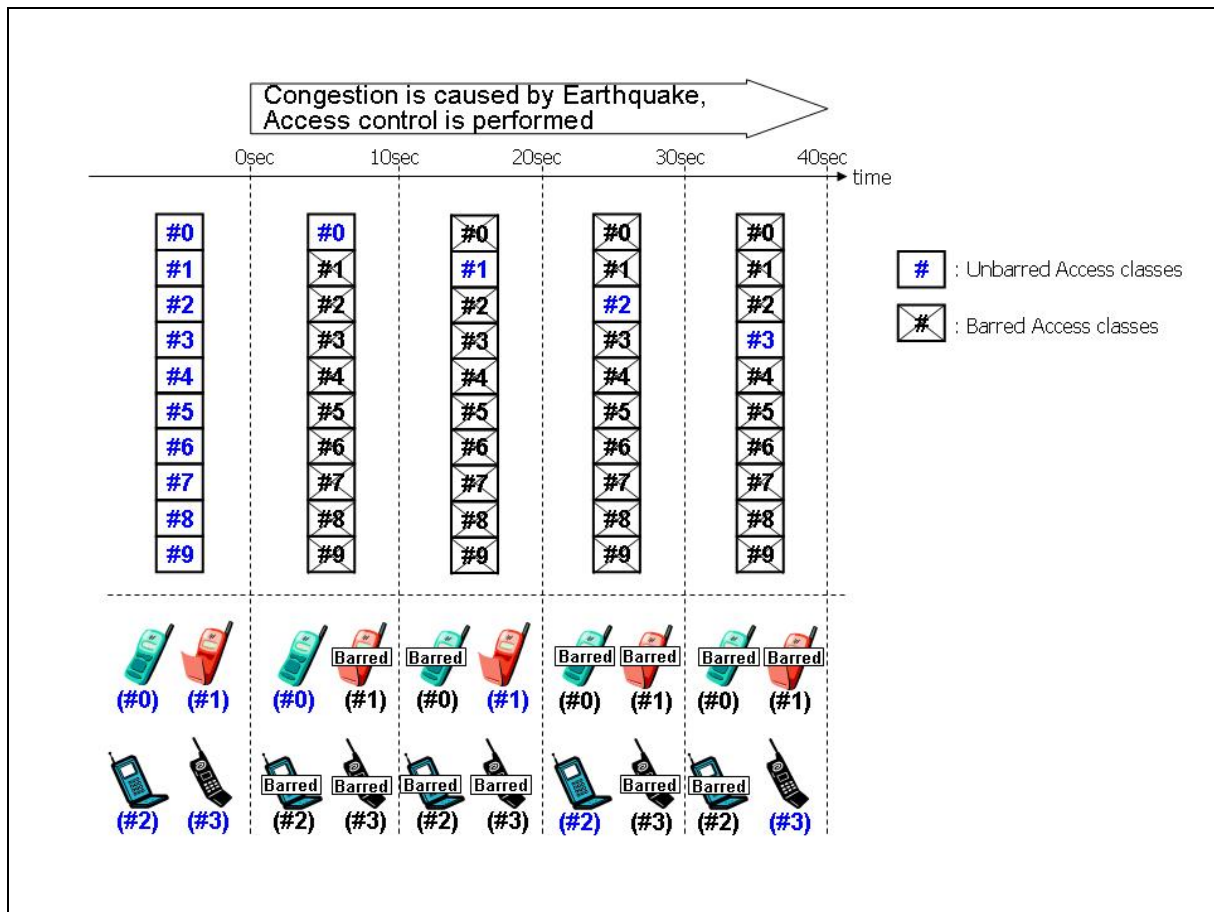 Congestion is caused by Earthquake,
Access control is performed
0sec 10sec 20sec 30sec 40sec
time
#0 #0 #0 #0 #0
#1 #1 #1 #1 #1
#2 #2 #2 #2 #2
#3 #3 #3 #3 #3
#4 #4 #4 #4 #4
#5 #5 #5 #5 #5
#6 #6 #6 #6 #6
#7 #7 #7 #7 #7
#8 #8 #8 #8 #8
#9 #9 #9 #9 #9
# : Unbarred Access classes
# : Barred Access classes
Barred Barred Barred Barred Barred Barred
(#0) (#1) (#0) (#1) (#0) (#1) (#0) (#1) (#0) (#1)
Barred Barred Barred Barred Barred Barred
(#2) (#3) (#2) (#3) (#2) (#3) (#2) (#3) (#2) (#3)